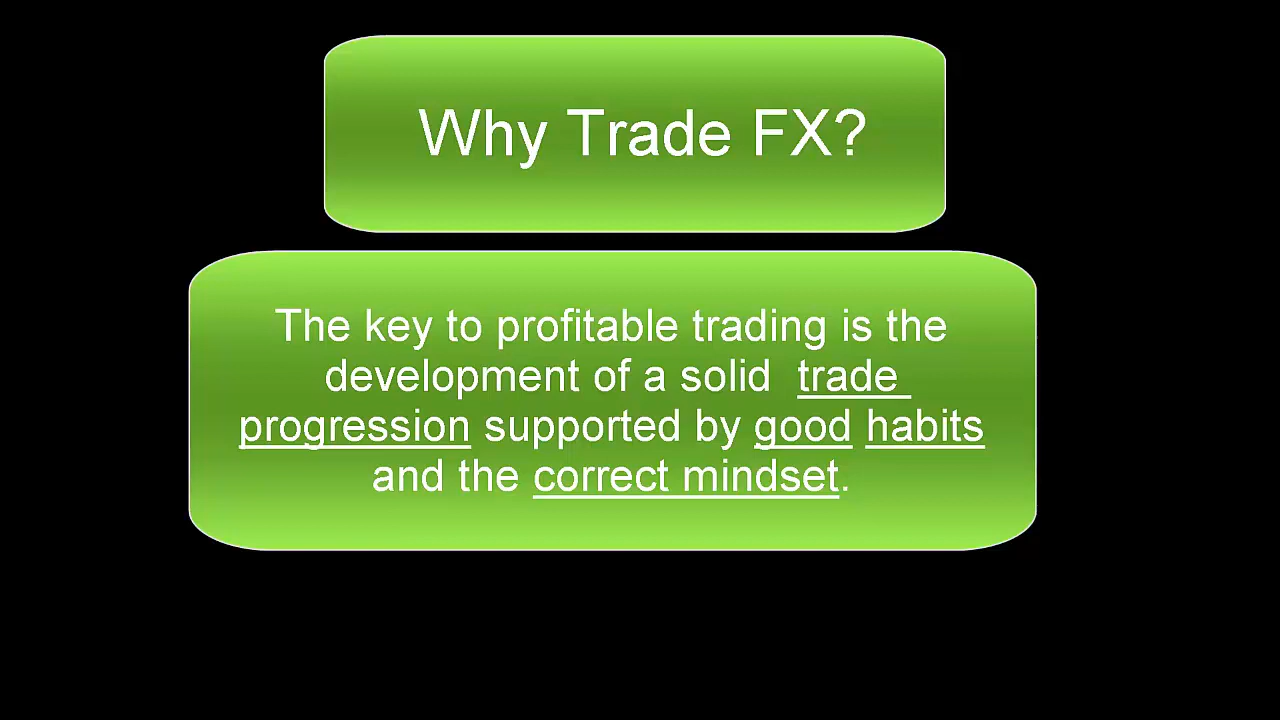 Why Trade FX?
The key to profitable trading is the
development of a solid trade
progression supported by good habits
and the correct mindset.